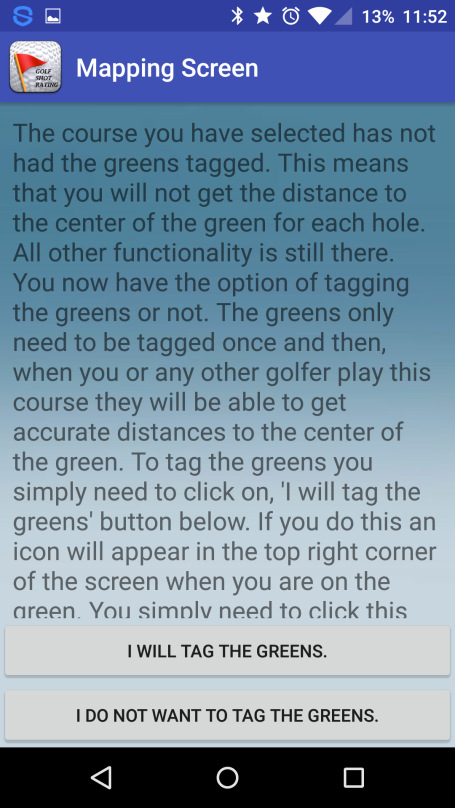 13% 11:52
GOLF
SHOT
RATING
Mapping Screen
The course you have selected has not
had the greens tagged. This means
that you will not get the distance to
the center of the green for each hole.
All other functionality is still there.
You now have the option of tagging
the greens or not. The greens only
need to be tagged once and then,
when you or any other golfer play this
course they will be able to get
accurate distances to the center of
the green. To tag the greens you
simply need to click on, 'I will tag the
greens' button below. If you do this an
icon will appear in the top right corner
of the screen when you are on the
green. You simply need to click this
I WILL TAG THE GREENS.
I DO NOT WANT TO TAG THE GREENS.